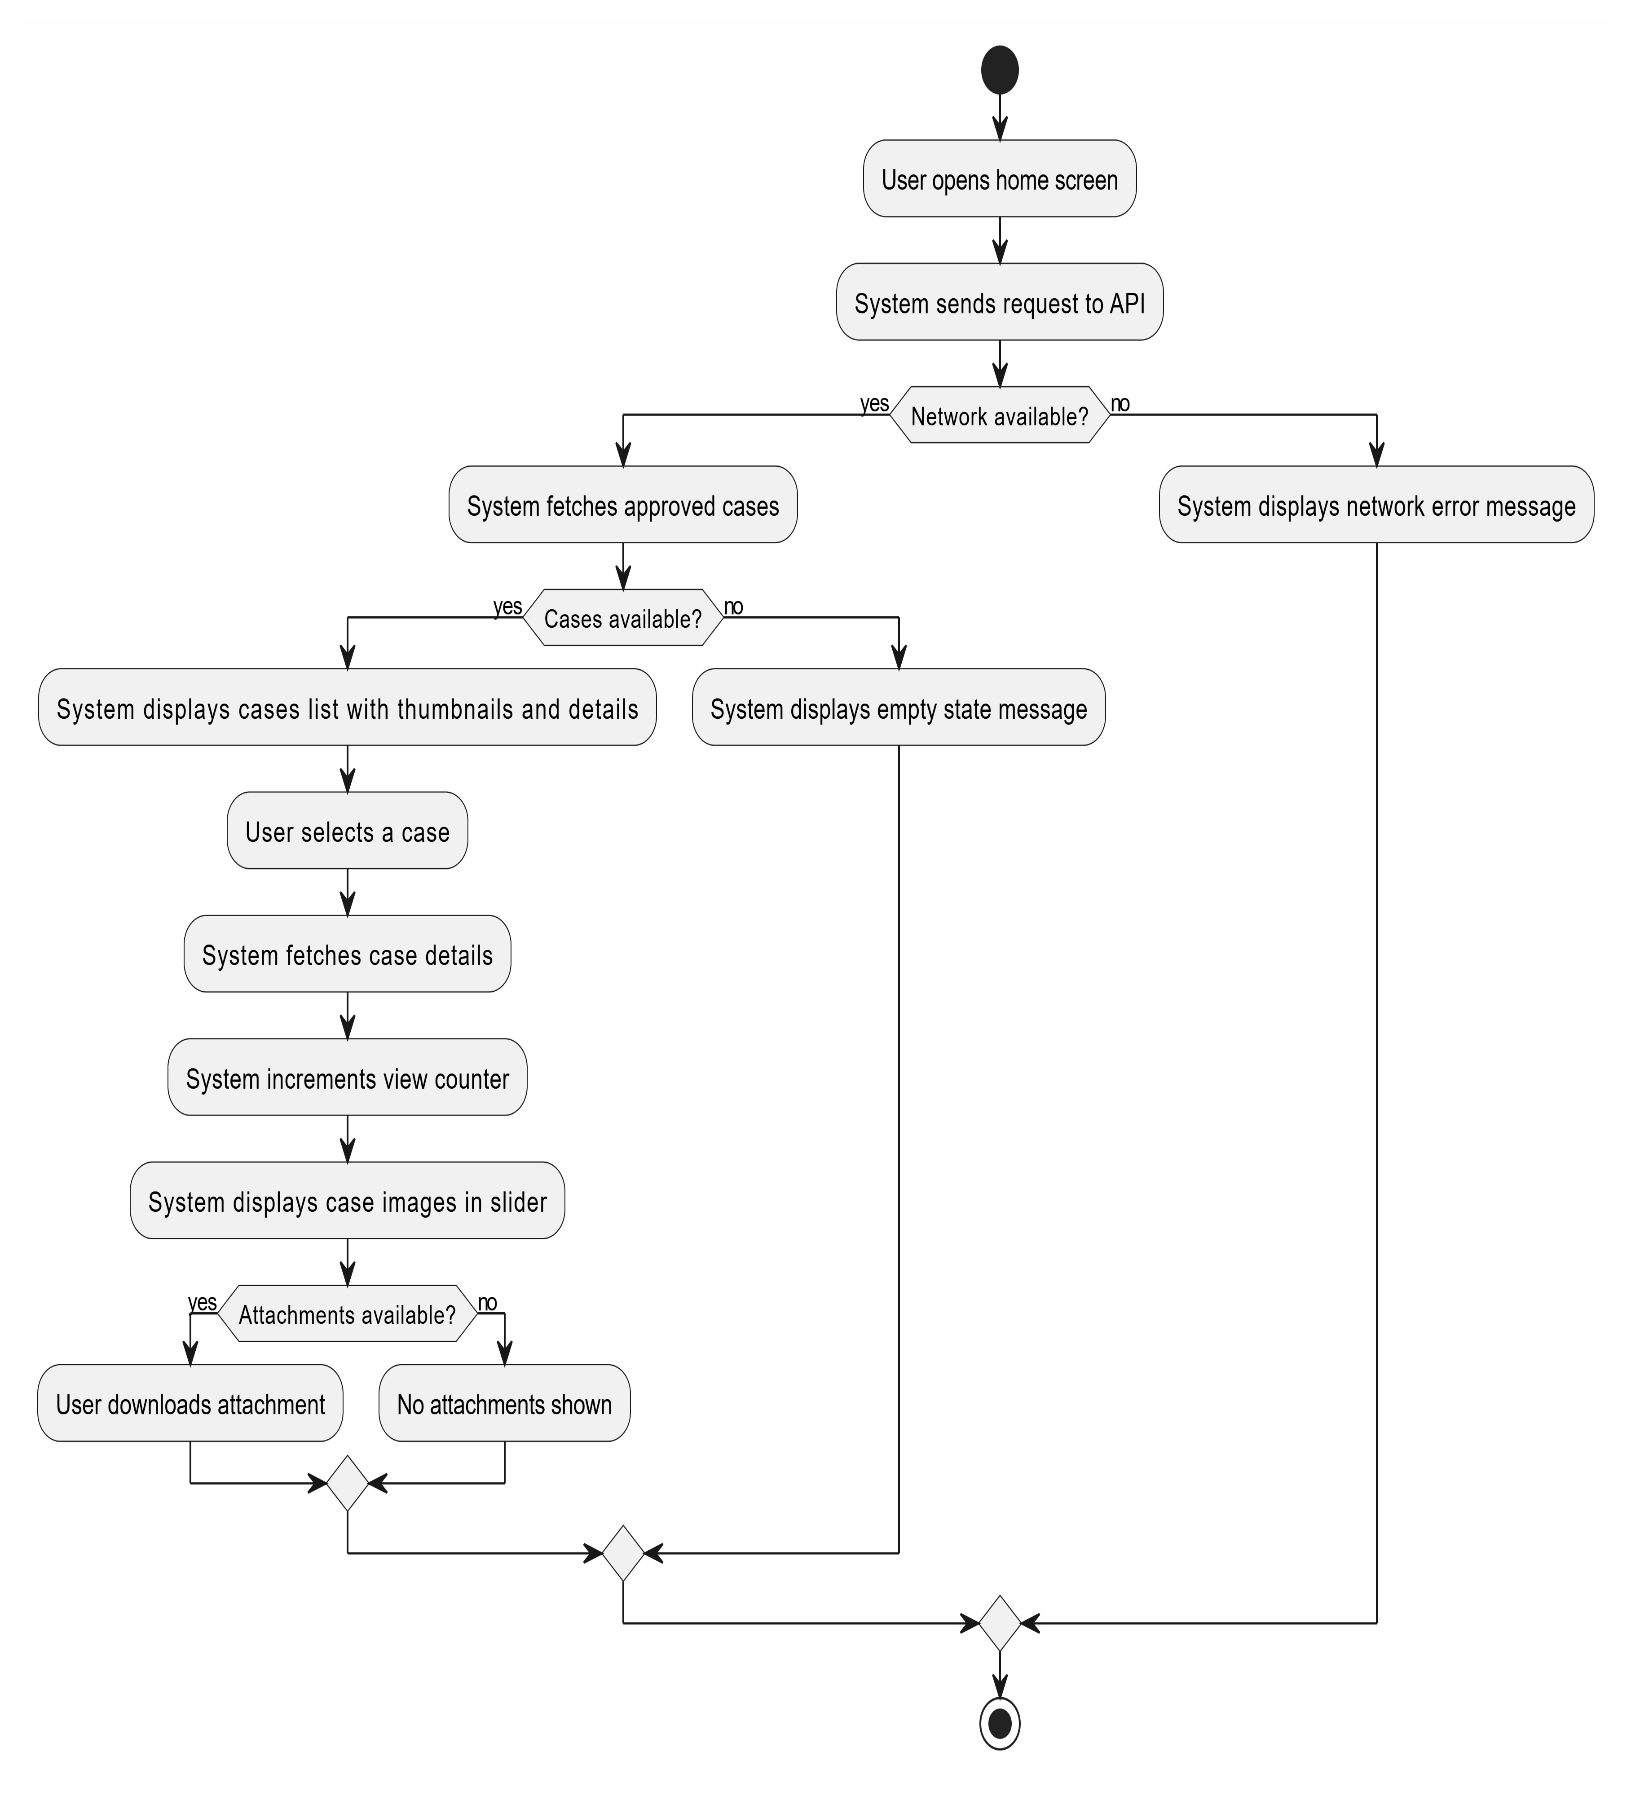 User opens home screen
System sends request to API
yes
Network available?
no
System fetches approved cases
System displays network error message
yes
Cases available?
no
System displays cases list with thumbnails and details
System displays empty state message
User selects a case
System fetches case details
System increments view counter
System displays case images in slider
yes
Attachments available?
no
User downloads attachment
No attachments shown